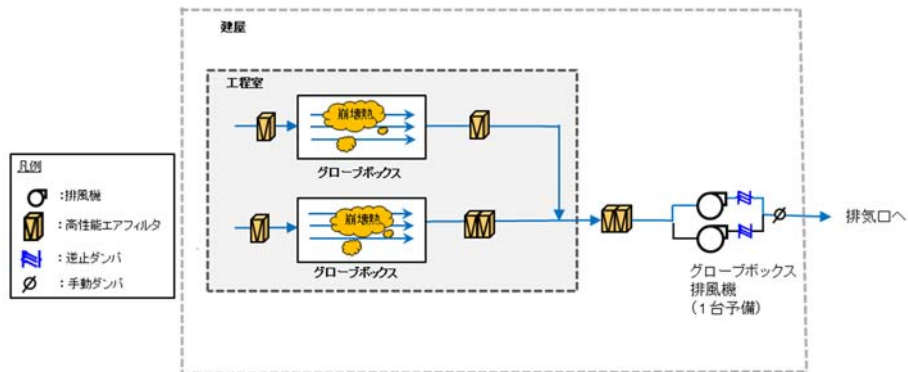 建屋
工程室
崩壊熱
グローブボックス
崩壊熱
グローブボックス
凡例
:排風機
:高性能エアフィルタ
:逆止ダンパ
:手動ダンパ
排気口へ
グローブボックス
排風機
(1台予備)